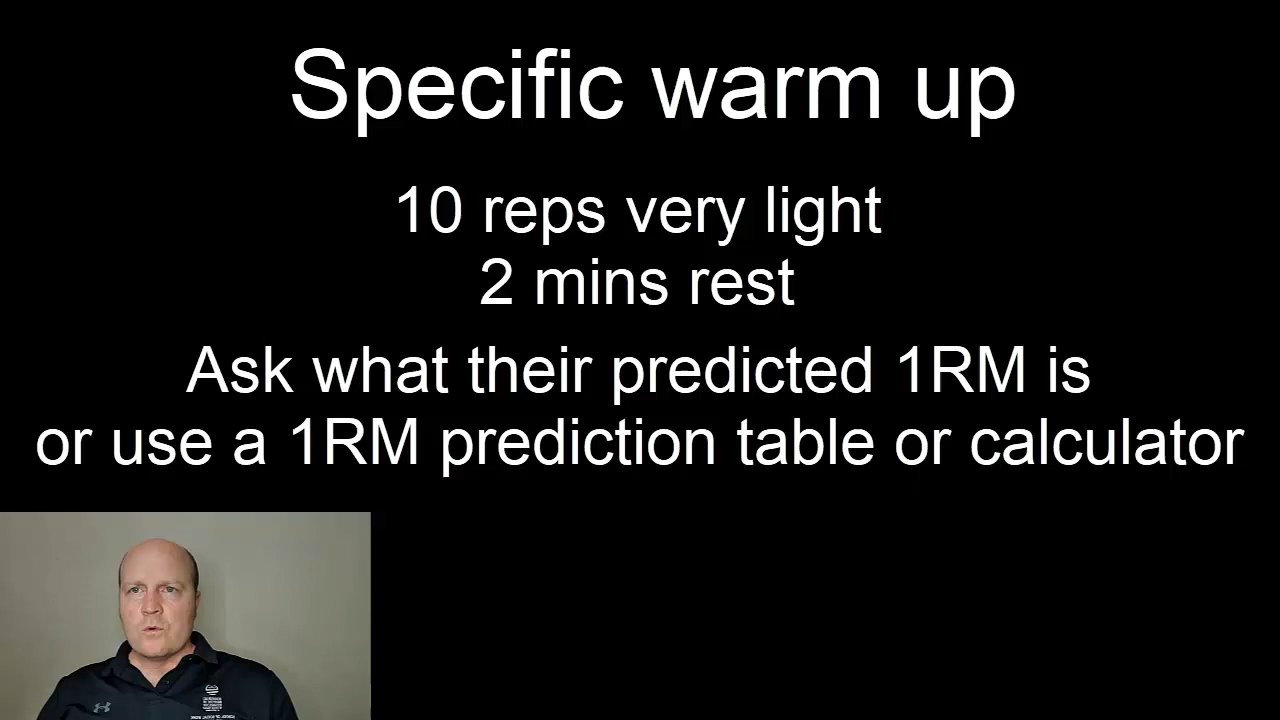 Specific warm up
10 reps very light
2 mins rest
Ask what their predicted 1RM is
or use a 1RM prediction table or calculator